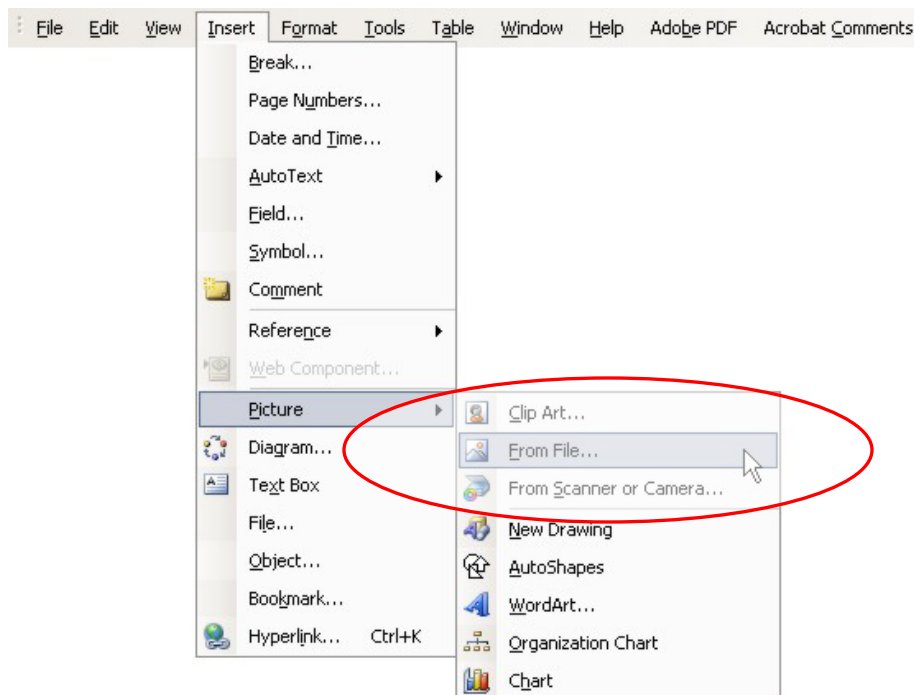 File Edit View Insert Format Tools Table Window Help Adobe PDF Acrobat Comments
Break...
Page Numbers...
Date and Time...
AutoText
Field...
Symbol...
Comment
Reference
Web Component...
Picture
Diagram...
Text Box
File...
Object...
Bookmark...
Hyperlink... Ctrl+K
Clip Art...
From File...
From Scanner or Camera...
New Drawing
AutoShapes
WordArt...
Organization Chart
Chart